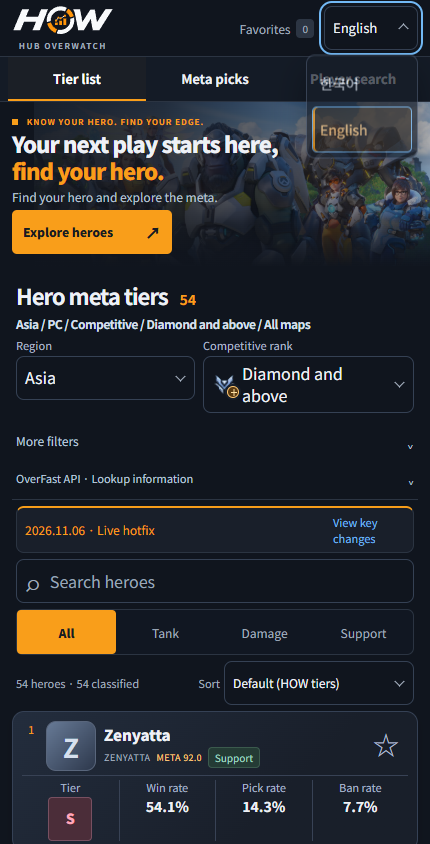 HOW
HUB OVERWATCH
Favorites 0
English
Tier list
Meta picks
Player search
한국어
English
KNOW YOUR HERO. FIND YOUR EDGE.
Your next play starts here,
find your hero.
Find your hero and explore the meta.
Explore heroes ↗
Hero meta tiers 54
Asia / PC / Competitive / Diamond and above / All maps
Region
Competitive rank
Asia
Diamond and
above
More filters
OverFast API · Lookup information
2026.11.06 · Live hotfix
View key
changes
Search heroes
All
Tank
Damage
Support
54 heroes · 54 classified
Sort
Default (HOW tiers)
1
Z
Zenyatta
ZENYATTA META 92.0 Support
Tier
Win rate
Pick rate
Ban rate
S
54.1%
14.3%
7.7%